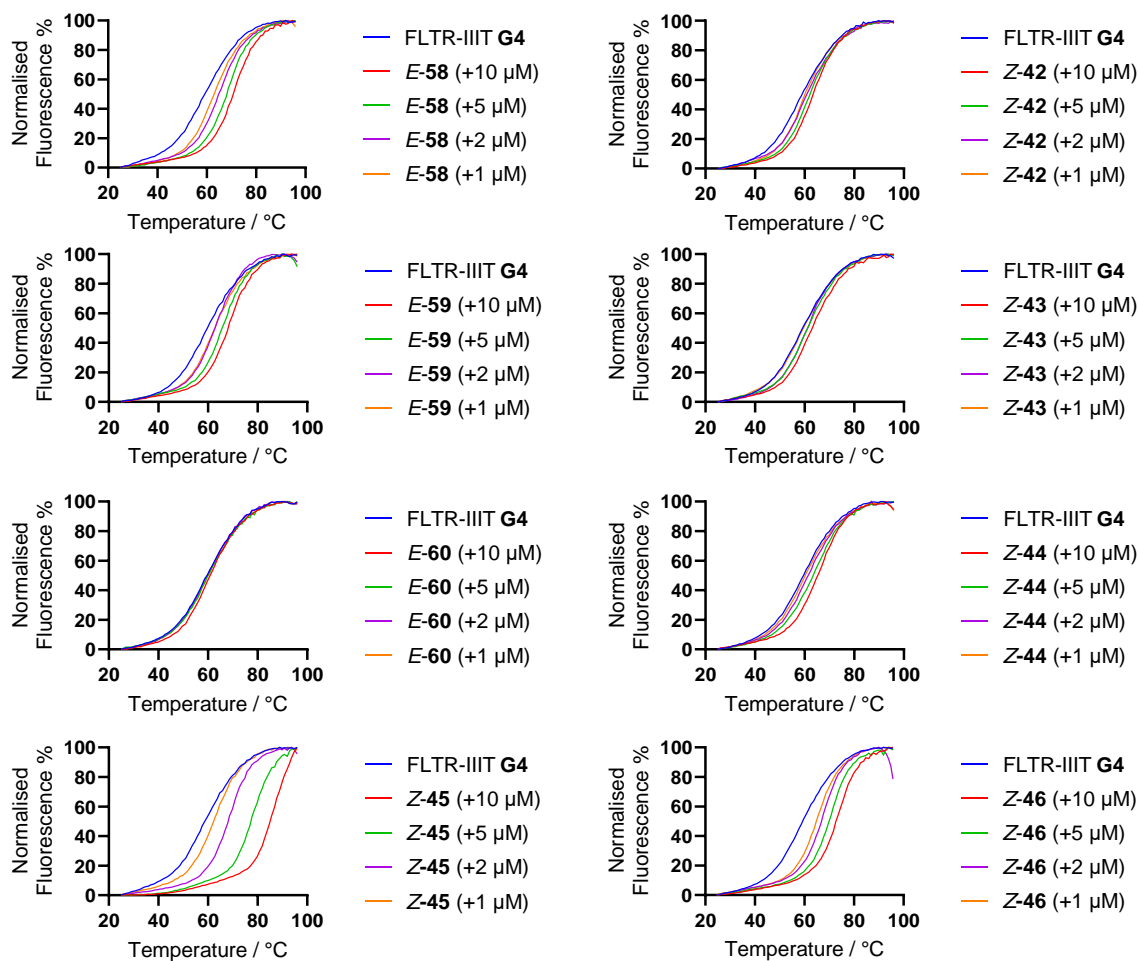 Normalised
Fluorescence %
100
80
60
40
20
0
20 40 60 80 100
Temperature / °C
FLTR-IIIT G4
E-58 (+10 µM)
E-58 (+5 µM)
E-58 (+2 µM)
E-58 (+1 µM)
Normalised
Fluorescence %
100
80
60
40
20
0
20 40 60 80 100
Temperature / °C
FLTR-IIIT G4
Z-42 (+10 µM)
Z-42 (+5 µM)
Z-42 (+2 µM)
Z-42 (+1 µM)
Normalised
Fluorescence %
100
80
60
40
20
0
20 40 60 80 100
Temperature / °C
FLTR-IIIT G4
E-59 (+10 µM)
E-59 (+5 µM)
E-59 (+2 µM)
E-59 (+1 µM)
Normalised
Fluorescence %
100
80
60
40
20
0
20 40 60 80 100
Temperature / °C
FLTR-IIIT G4
Z-43 (+10 µM)
Z-43 (+5 µM)
Z-43 (+2 µM)
Z-43 (+1 µM)
Normalised
Fluorescence %
100
80
60
40
20
0
20 40 60 80 100
Temperature / °C
FLTR-IIIT G4
E-60 (+10 µM)
E-60 (+5 µM)
E-60 (+2 µM)
E-60 (+1 µM)
Normalised
Fluorescence %
100
80
60
40
20
0
20 40 60 80 100
Temperature / °C
FLTR-IIIT G4
Z-44 (+10 µM)
Z-44 (+5 µM)
Z-44 (+2 µM)
Z-44 (+1 µM)
Normalised
Fluorescence %
100
80
60
40
20
0
20 40 60 80 100
Temperature / °C
FLTR-IIIT G4
Z-45 (+10 µM)
Z-45 (+5 µM)
Z-45 (+2 µM)
Z-45 (+1 µM)
Normalised
Fluorescence %
100
80
60
40
20
0
20 40 60 80 100
Temperature / °C
FLTR-IIIT G4
Z-46 (+10 µM)
Z-46 (+5 µM)
Z-46 (+2 µM)
Z-46 (+1 µM)